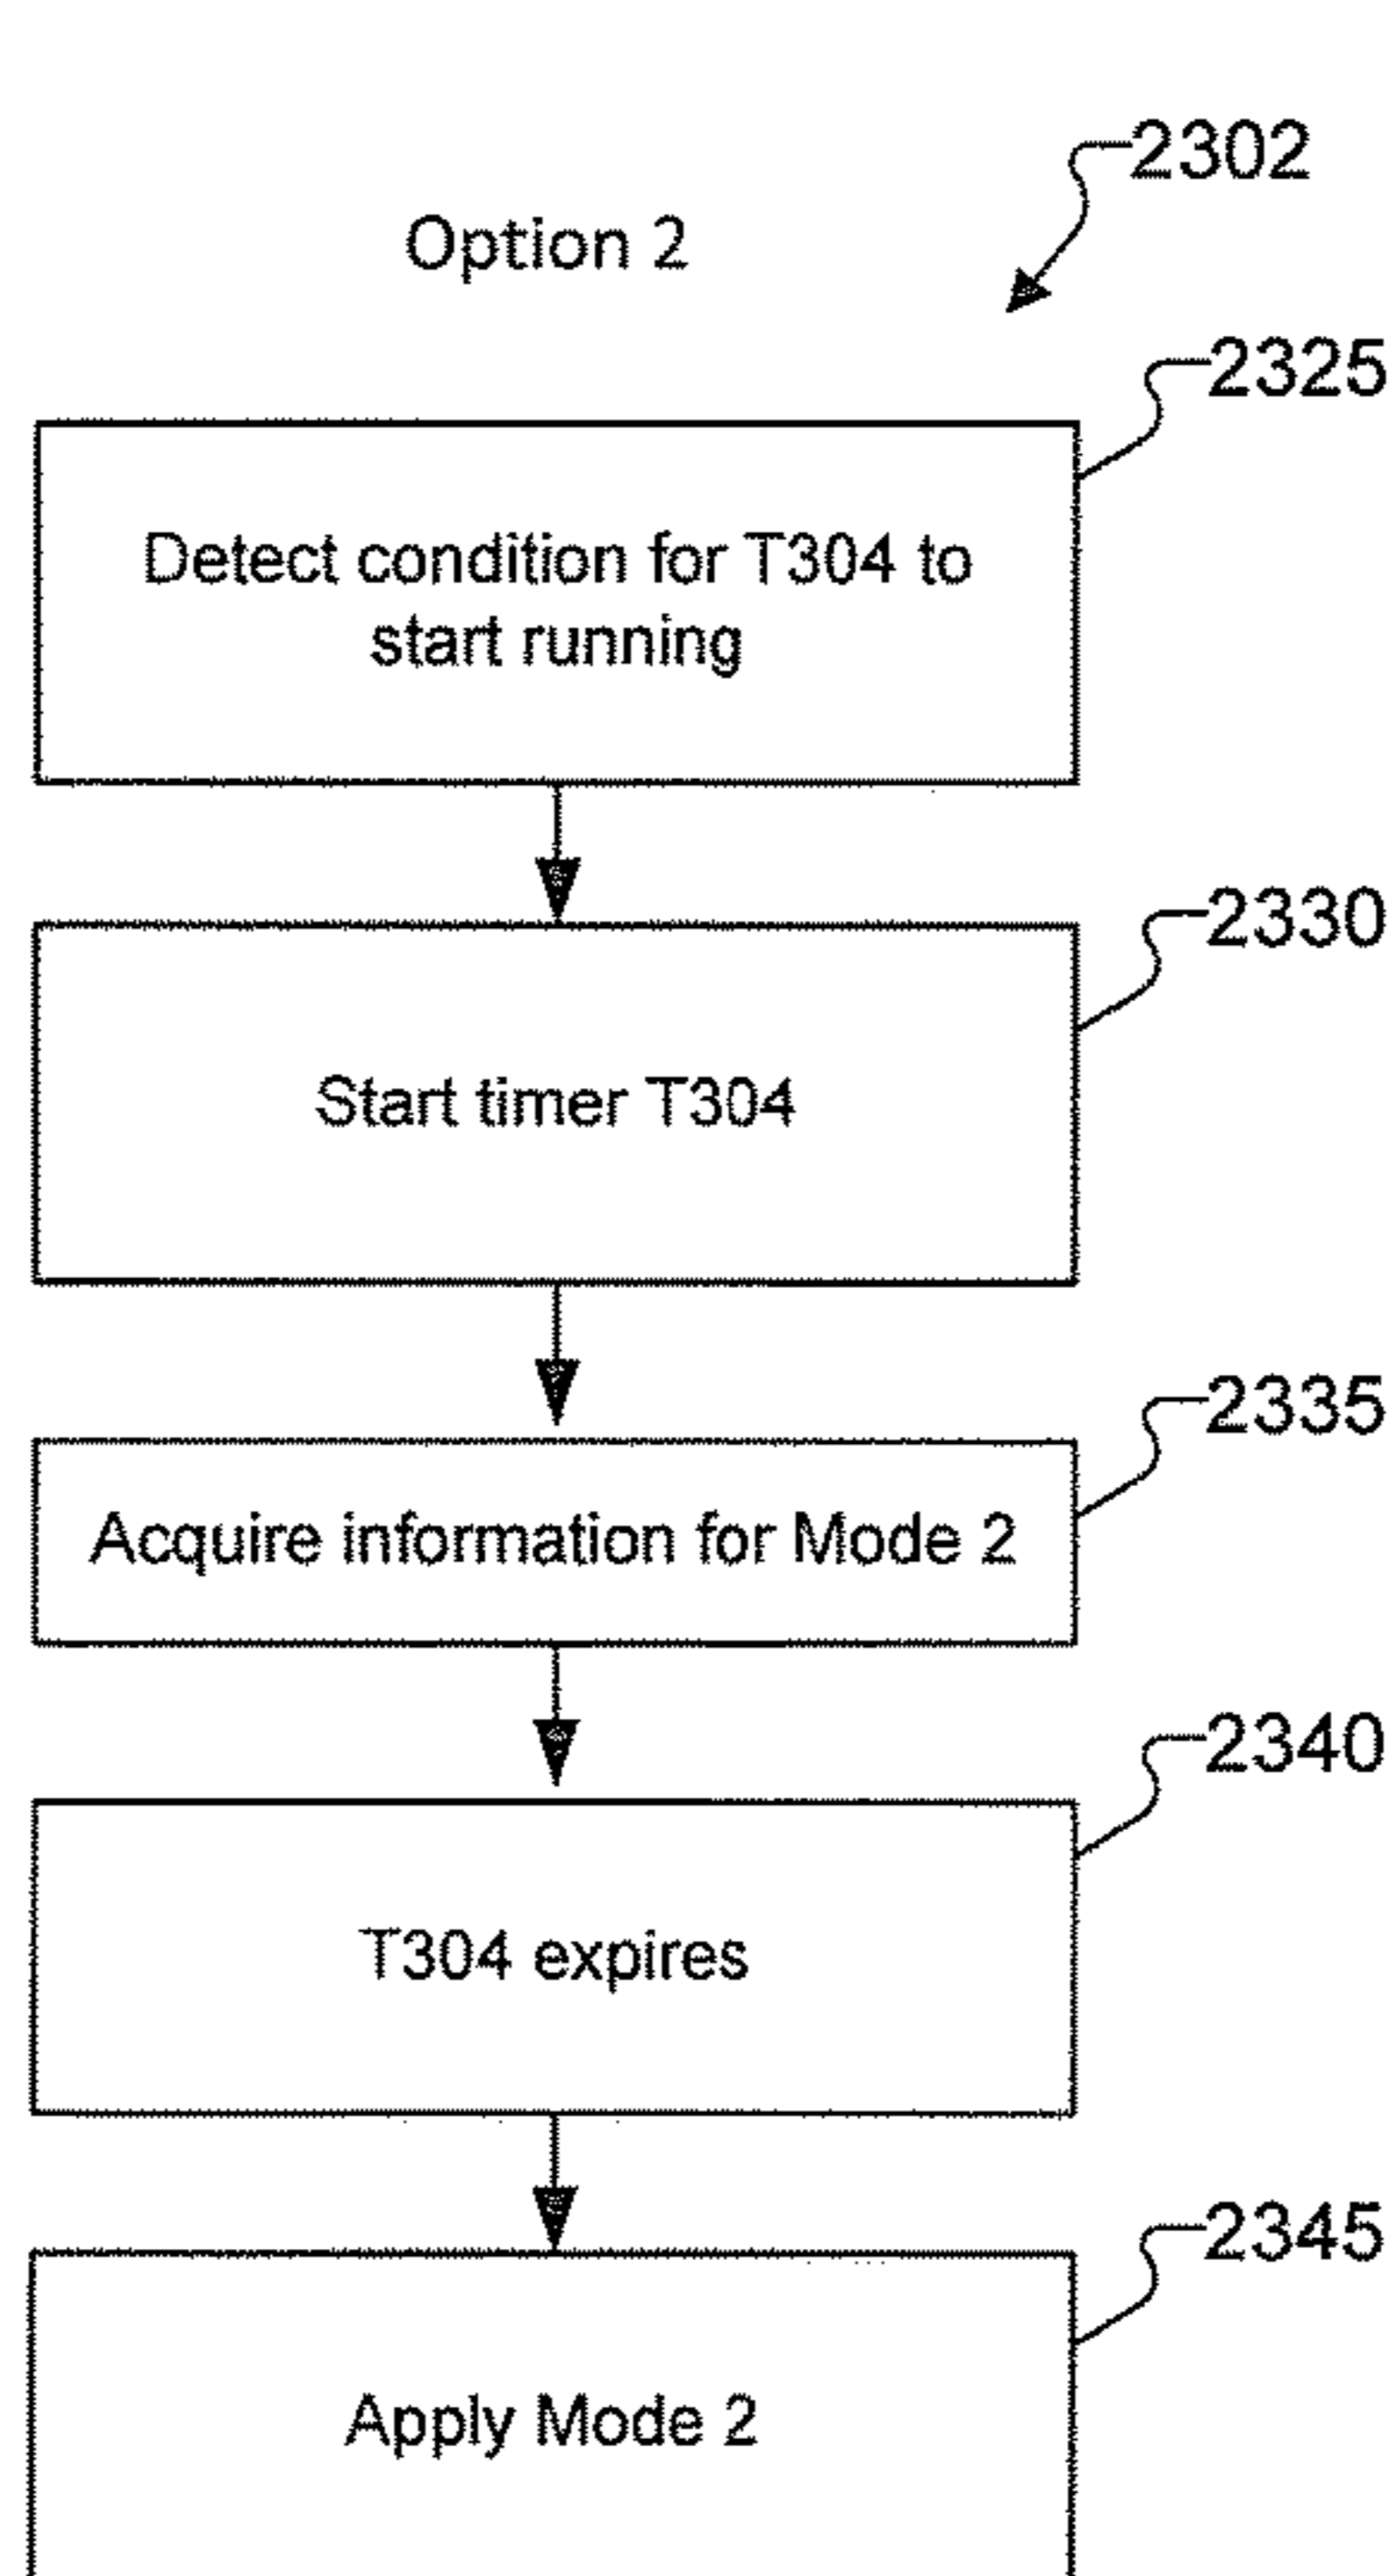 2302
Option 2
2325
Detect condition for T304 to
start running
2330
Start timer T304
2335
Acquire information for Mode 2
2340
T304 expires
2345
Apply Mode 2